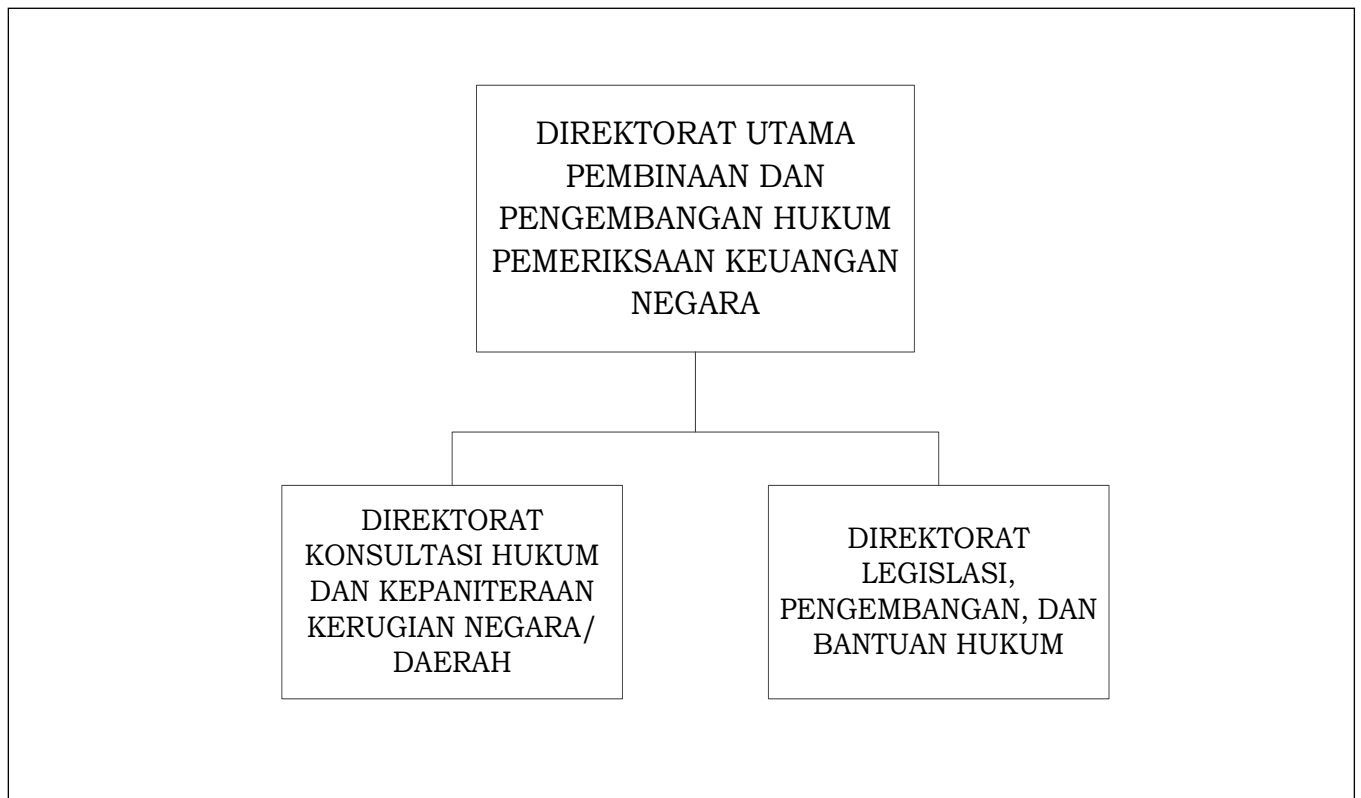 DIREKTORAT UTAMA
PEMBINAAN DAN
PENGEMBANGAN HUKUM
PEMERIKSAAN KEUANGAN
NEGARA
DIREKTORAT
KONSULTASI HUKUM
DAN KEPANITERAAN
KERUGIAN NEGARA/
DAERAH
DIREKTORAT
LEGISLASI,
PENGEMBANGAN, DAN
BANTUAN HUKUM